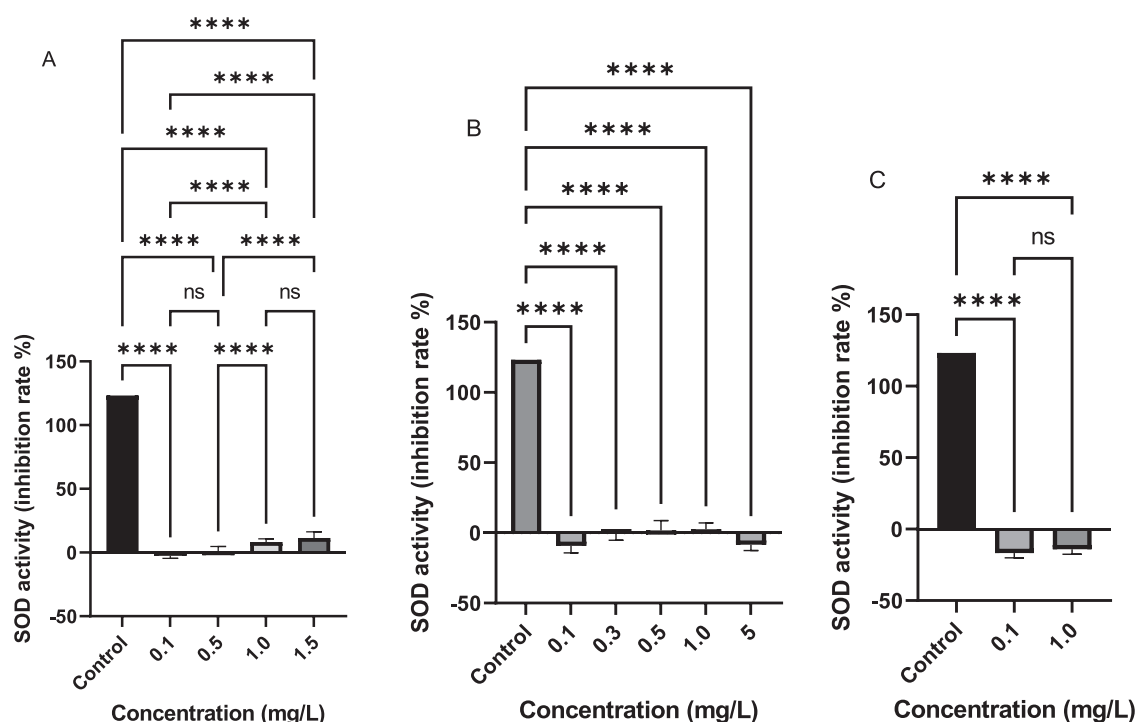 A
****
****
****
****
**** ****
ns ns
**** ****
SOD activity (inhibition rate %)
150
100
50
0
-50
Control 0.1 0.5 1.0 1.5
Concentration (mg/L)
B
****
****
****
****
****
SOD activity (inhibition rate %)
150
100
50
0
-50
Control 0.1 0.3 0.5 1.0 5
Concentration (mg/L)
C
****
ns
****
SOD activity (inhibition rate %)
150
100
50
0
-50
Control 0.1 1.0
Concentration (mg/L)